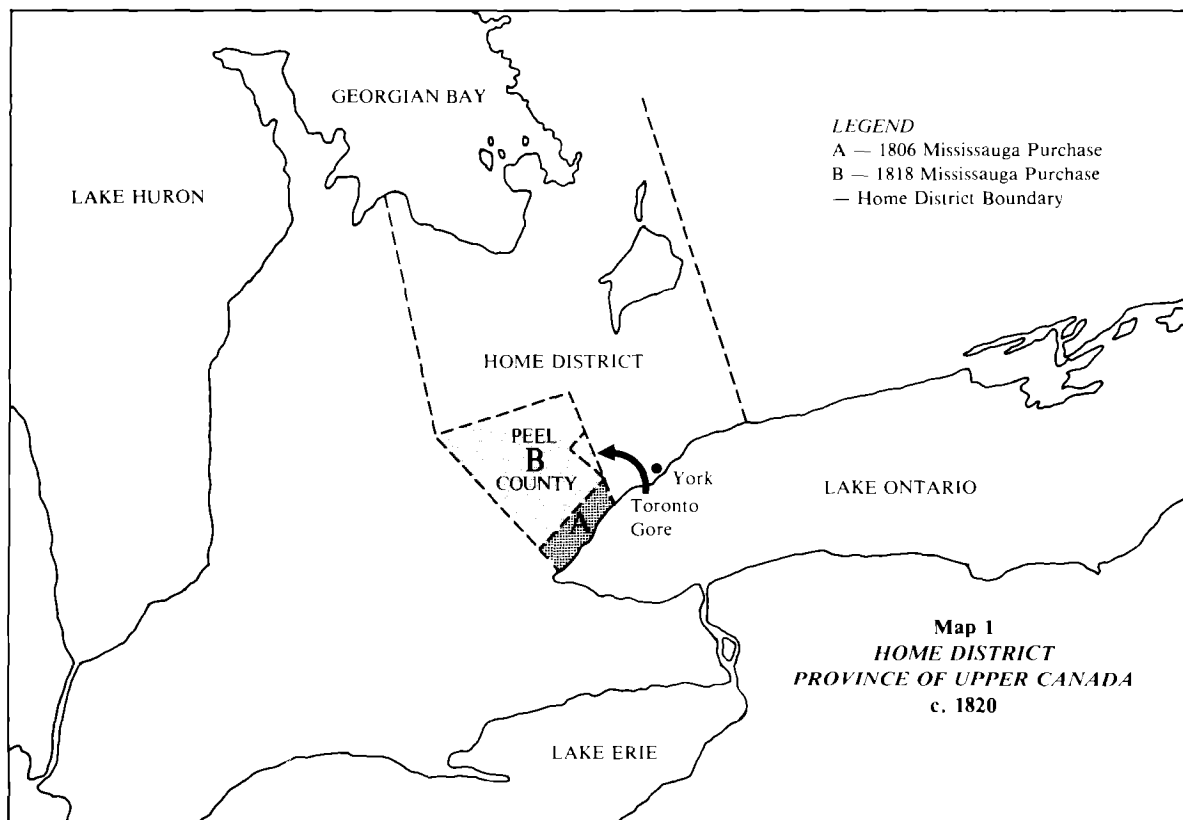 GEORGIAN BAY
LAKE HURON
LEGEND
A — 1806 Mississauga Purchase
B — 1818 Mississauga Purchase
— Home District Boundary
HOME DISTRICT
PEEL
B
COUNTY
A
York
Toronto
Gore
LAKE ONTARIO
Map 1
HOME DISTRICT
PROVINCE OF UPPER CANADA
c. 1820
LAKE ERIE